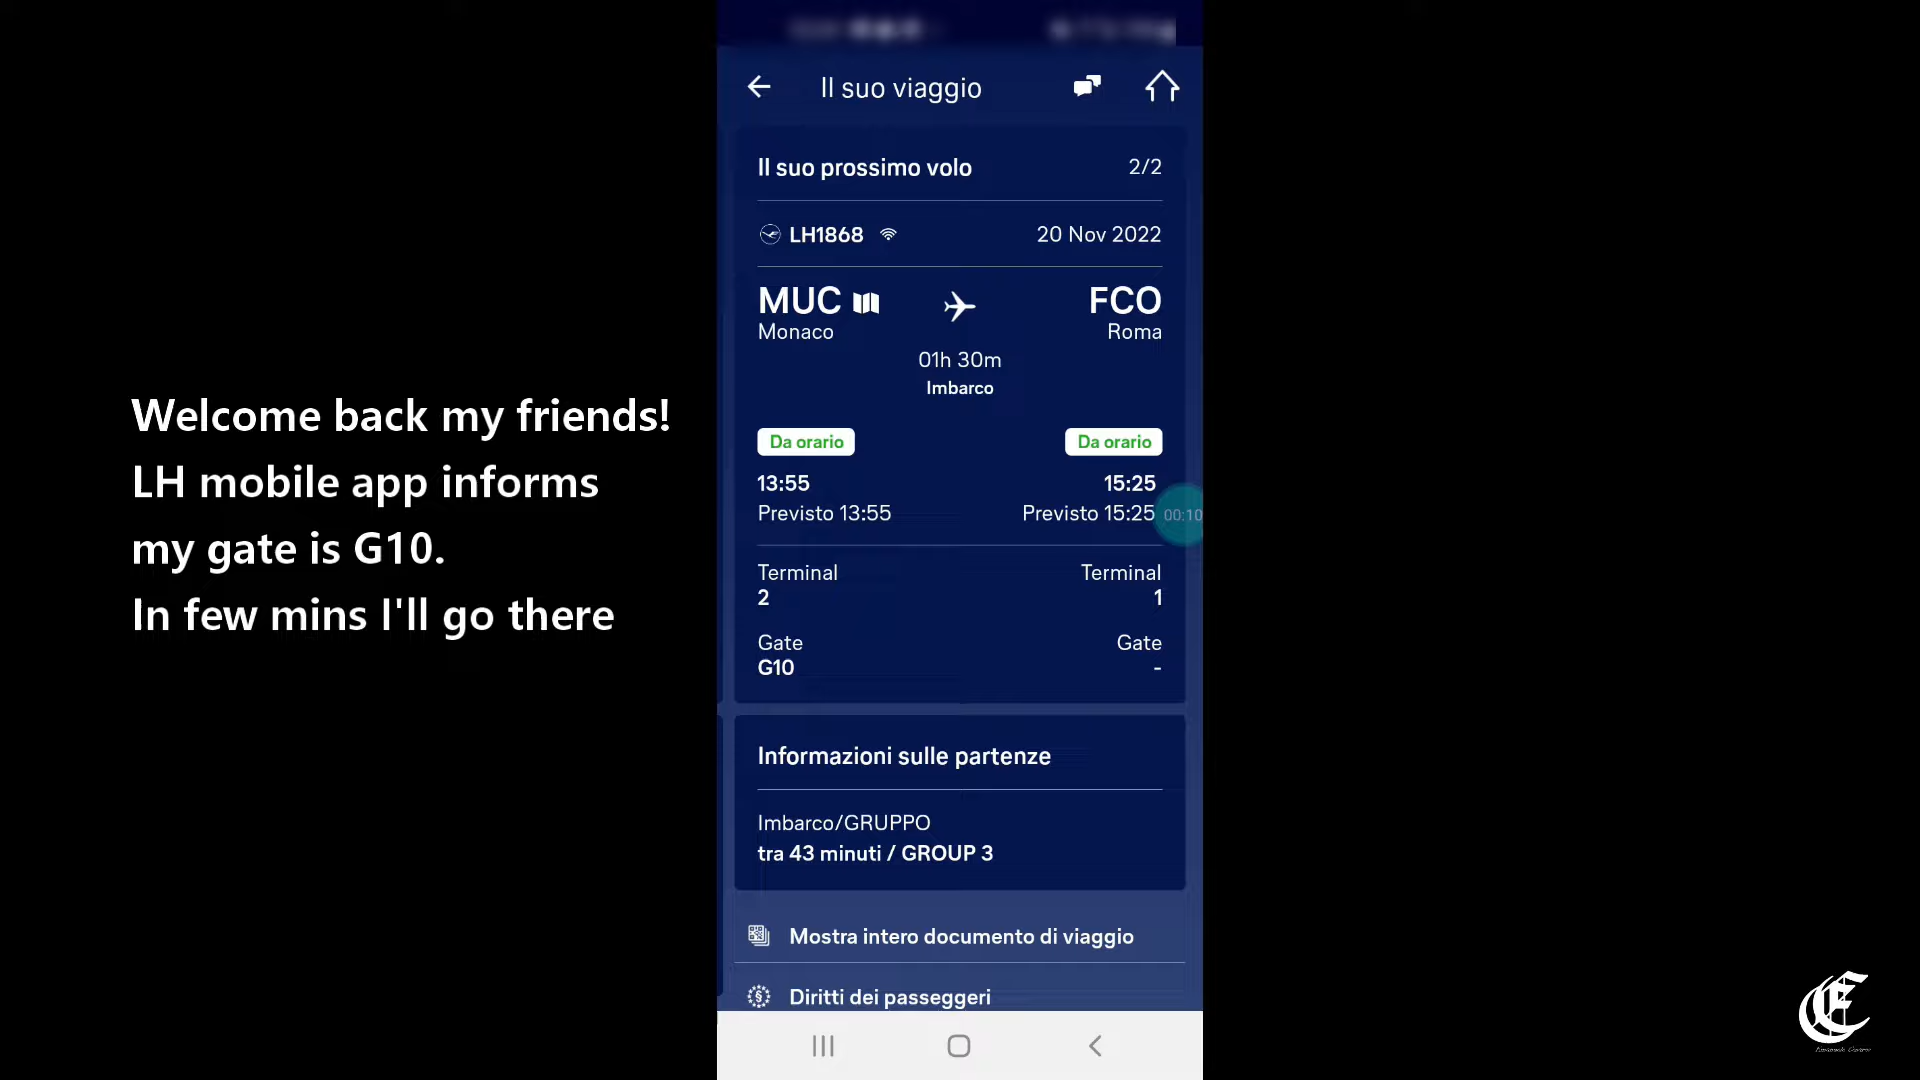 Il suo viaggio
Il suo prossimo volo 2/2
LH1868 20 Nov 2022
MUC FCO
Monaco Roma
01h 30m
Imbarco
Da orario Da orario
13:55 15:25
Previsto 13:55 Previsto 15:25 00:10
Terminal Terminal
2 1
Gate Gate
G10 -
Informazioni sulle partenze
Imbarco/GRUPPO
tra 43 minuti / GROUP 3
Mostra intero documento di viaggio
Diritti dei passeggeri
Welcome back my friends!
LH mobile app informs
my gate is G10.
In few mins I'll go there